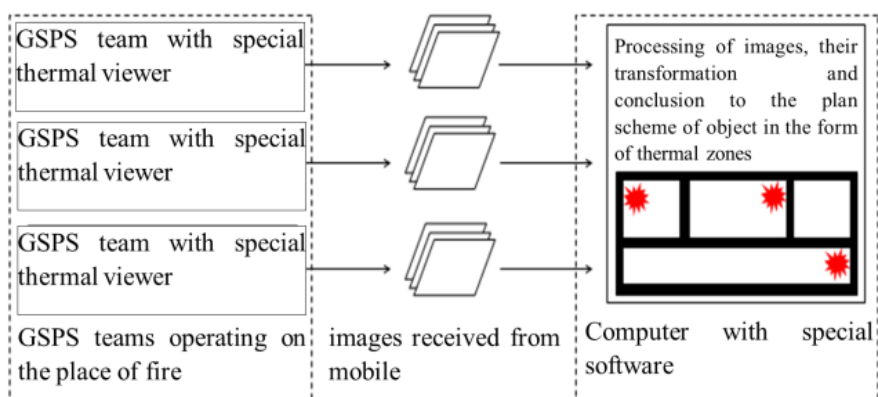 GSPS team with special
thermal viewer
GSPS team with special
thermal viewer
GSPS team with special
thermal viewer
GSPS teams operating on
the place of fire
images received from
mobile
Processing of images, their
transformation and
conclusion to the plan
scheme of object in the form
of thermal zones
Computer with special
software